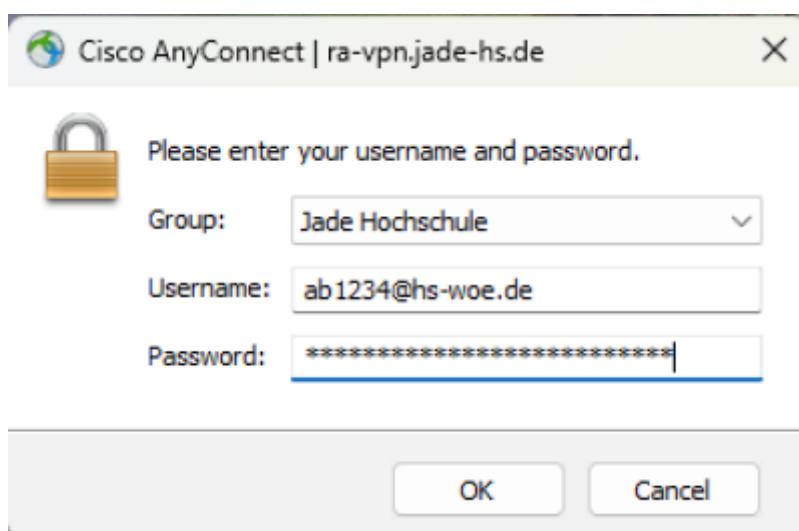 Cisco AnyConnect | ra-vpn.jade-hs.de
Please enter your username and password.
Group: Jade Hochschule
Username: ab1234@hs-woe.de
Password: **************************
OK Cancel